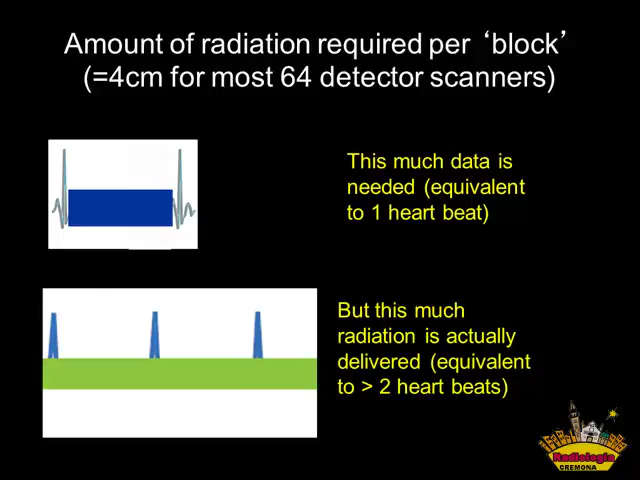 Amount of radiation required per ‘block’
(=4cm for most 64 detector scanners)
This much data is
needed (equivalent
to 1 heart beat)
But this much
radiation is actually
delivered (equivalent
to > 2 heart beats)
Radiologia
CREMONA